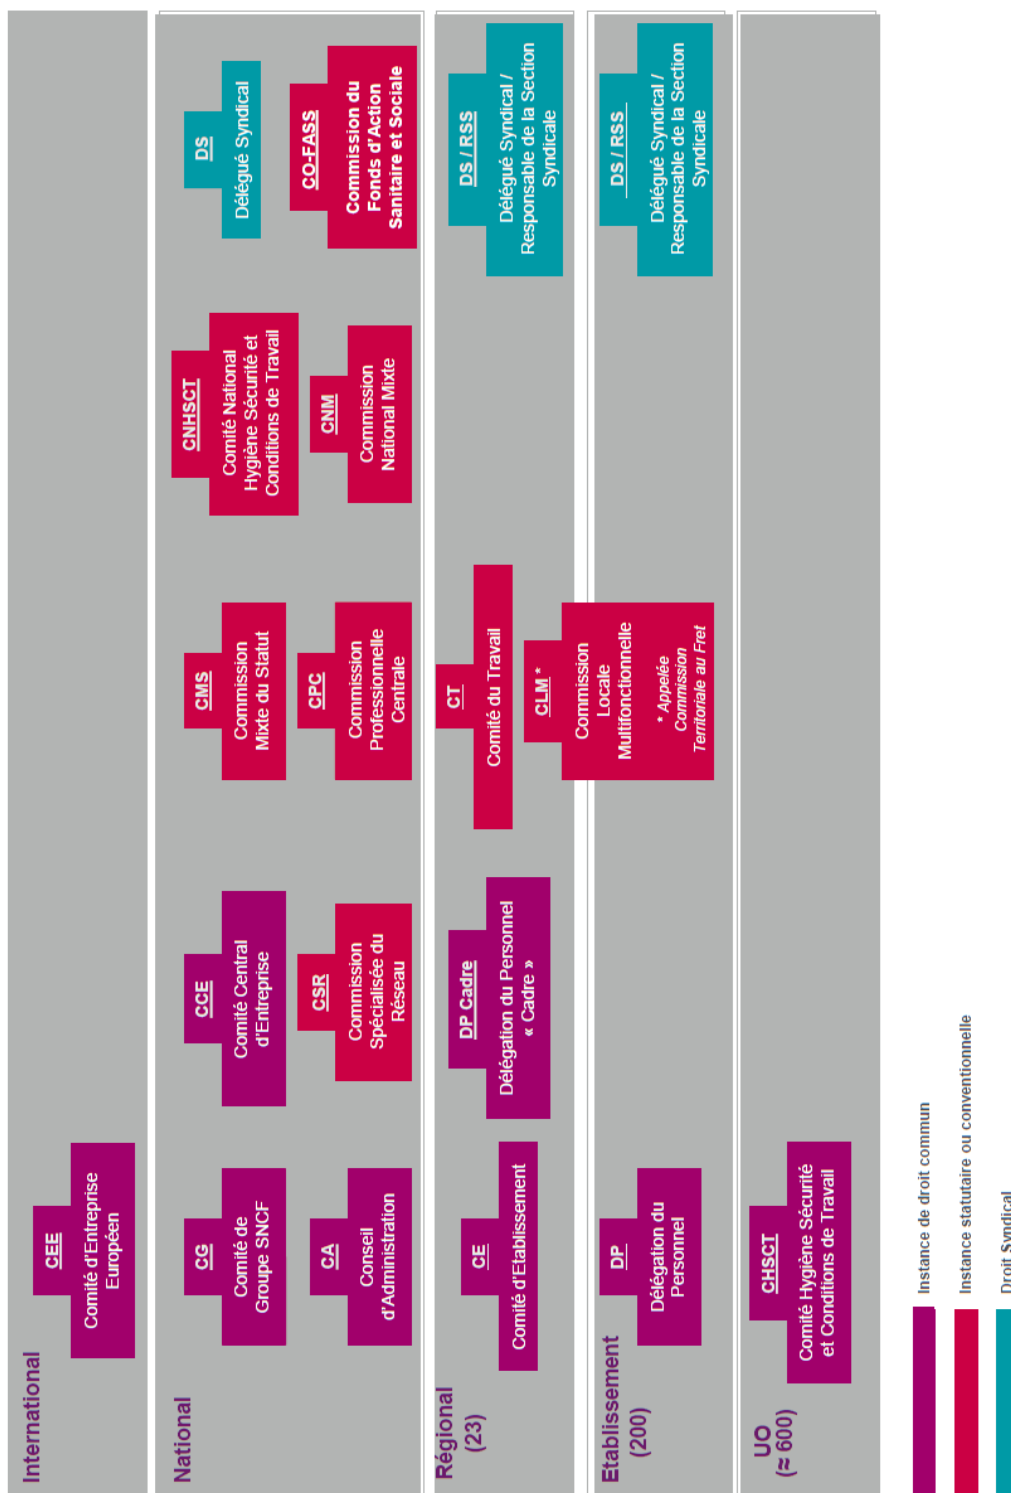 International
CEE
Comité d'Entreprise
Européen
National
CG
Comité de
Groupe SNCF
CA
Conseil
d'Administration
CCE
Comité Central
d'Entreprise
CSR
Commission
Spécialisée du
Réseau
CMS
Commission
Mixte du Statut
CPC
Commission
Professionnelle
Centrale
CNHSCT
Comité National
Hygiène Sécurité et
Conditions de Travail
CNM
Commission
National Mixte
DS
Délégué Syndical
CO-FASS
Commission du
Fonds d'Action
Sanitaire et Sociale
Régional
(23)
CE
Comité d'Etablissement
DP Cadre
Délégation du Personnel
« Cadre »
CT
Comité du Travail
CLM *
Commission
Locale
Multifonctionnelle
* Appelée
Commission
Territoriale au Fret
DS / RSS
Délégué Syndical /
Responsable de la Section
Syndicale
Etablissement
(200)
DP
Délégation du
Personnel
DS / RSS
Délégué Syndical /
Responsable de la Section
Syndicale
UO
(≈ 600)
CHSCT
Comité Hygiène Sécurité
et Conditions de Travail
Instance de droit commun
Instance statutaire ou conventionnelle
Droit Syndical